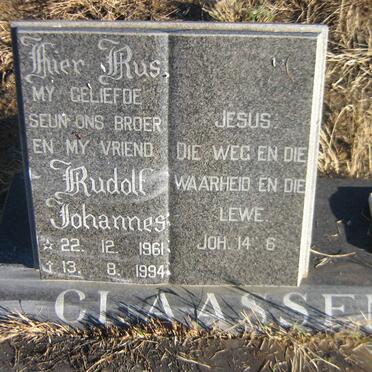 Hier Rus
MY GELIEFDE
SEUN ONS BROER
EN MY VRIEND
Rudolf
Johannes
☆ 22. 12. 1961
† 13. 8. 1994
JESUS
DIE WEG EN DIE
WAARHEID EN DIE
LEWE.
JOH. 14 : 6
CLAASSEN